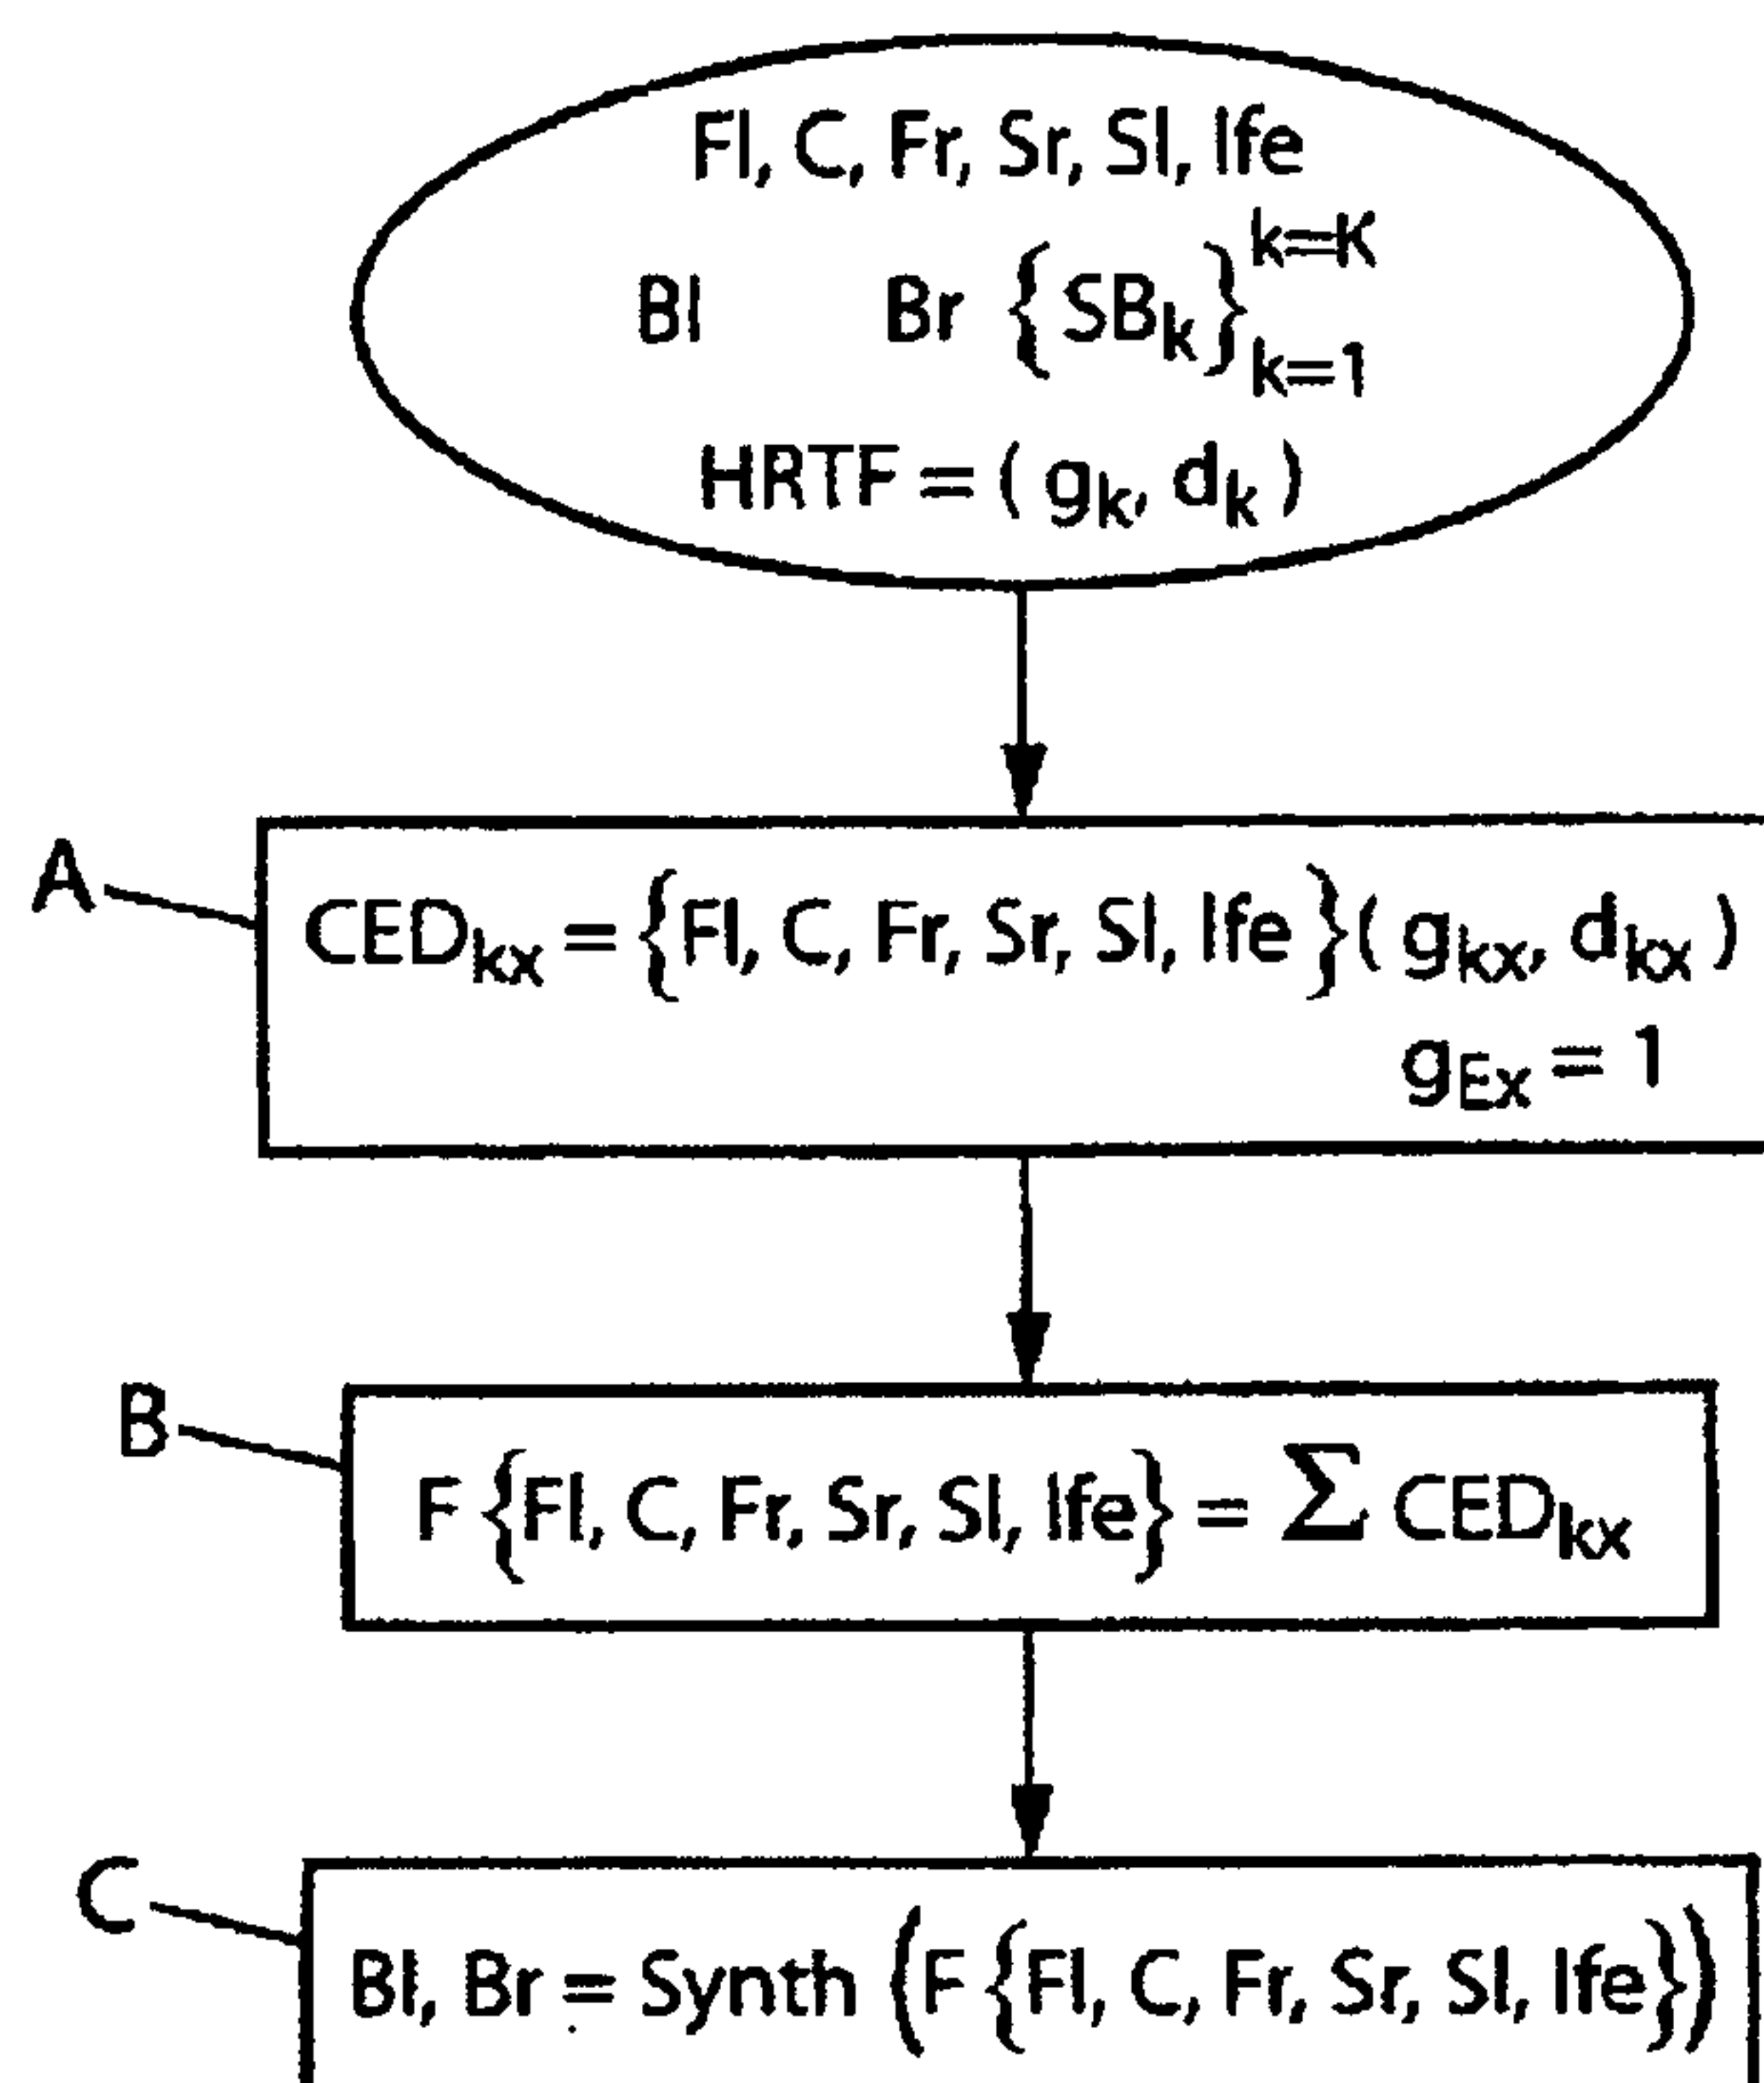 Fl, C, Fr, Sr, Sl, lfe
Bl Br {SB_k}_{k=1}^{k=K}
HRTF = ( g_k, d_k )
A
CED_kx = {Fl, C, Fr, Sr, Sl, lfe}( g_kx, d_kx )
g_Ex = 1
B
F {Fl, C, Fr, Sr, Sl, lfe} = Σ CED_kx
C
Bl, Br = Synth (F {Fl, C, Fr, Sr, Sl, lfe})